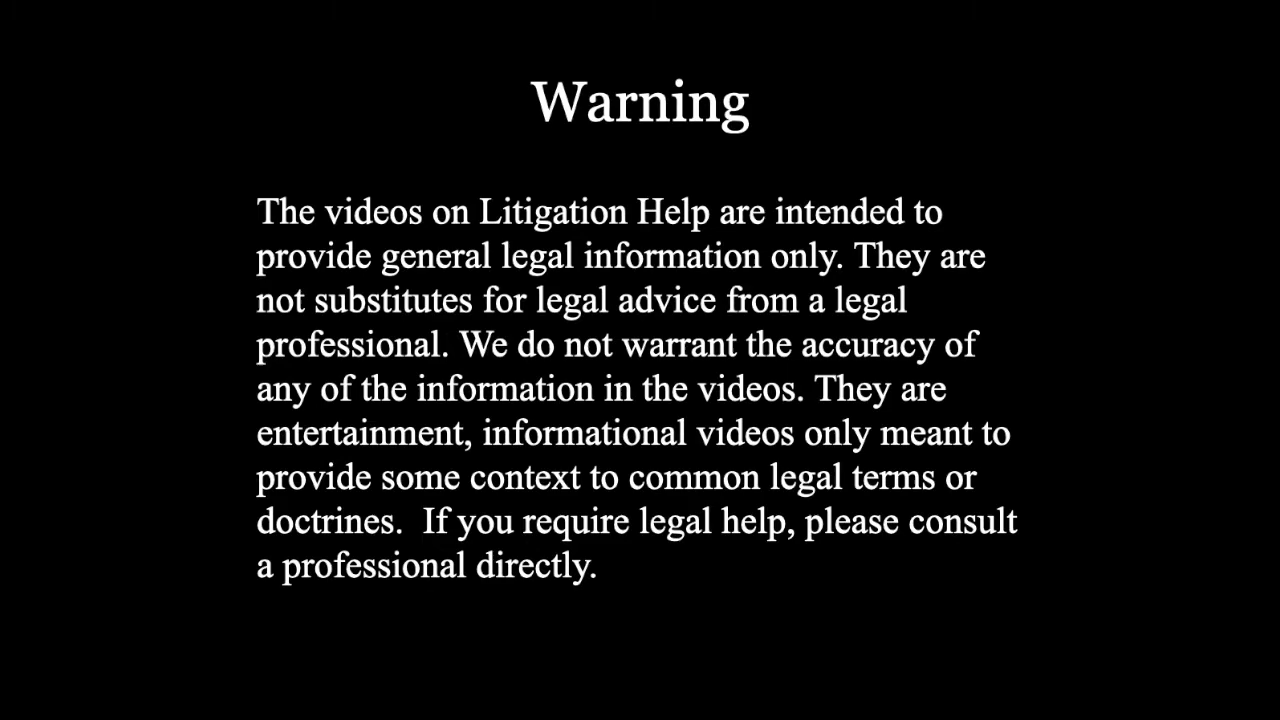 Warning
The videos on Litigation Help are intended to
provide general legal information only. They are
not substitutes for legal advice from a legal
professional. We do not warrant the accuracy of
any of the information in the videos. They are
entertainment, informational videos only meant to
provide some context to common legal terms or
doctrines.  If you require legal help, please consult
a professional directly.